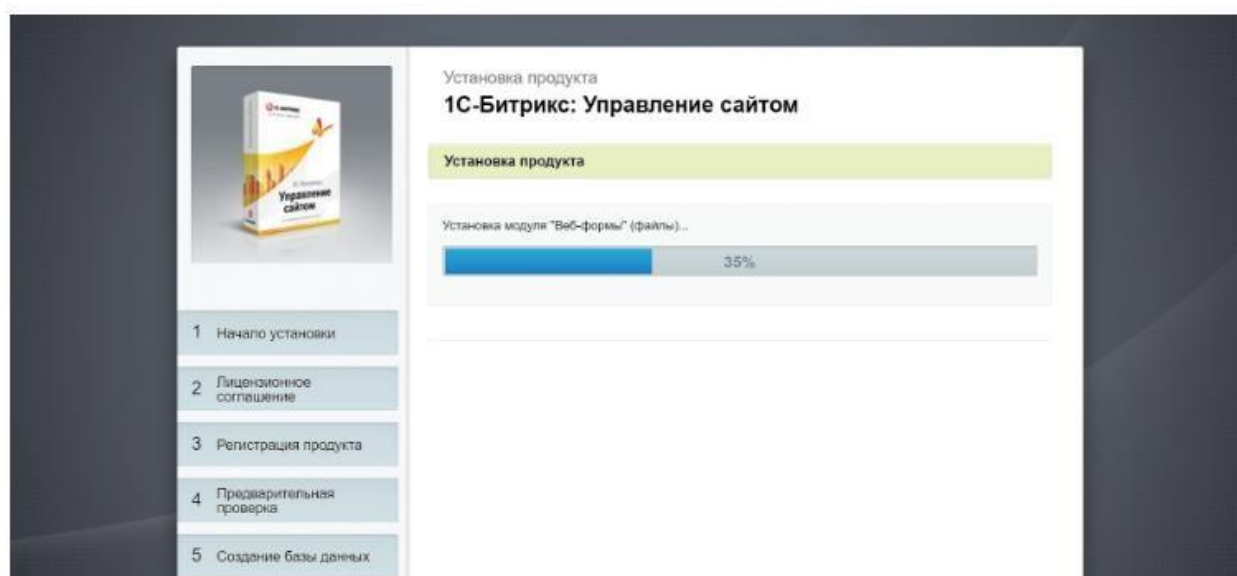 Установка продукта
1С-Битрикс: Управление сайтом
Установка продукта
Установка модуля "Веб-формы" (файлы)...
35%
Управление
сайтом
1 Начало установки
2 Лицензионное
соглашение
3 Регистрация продукта
4 Предварительная
проверка
5 Создание базы данных